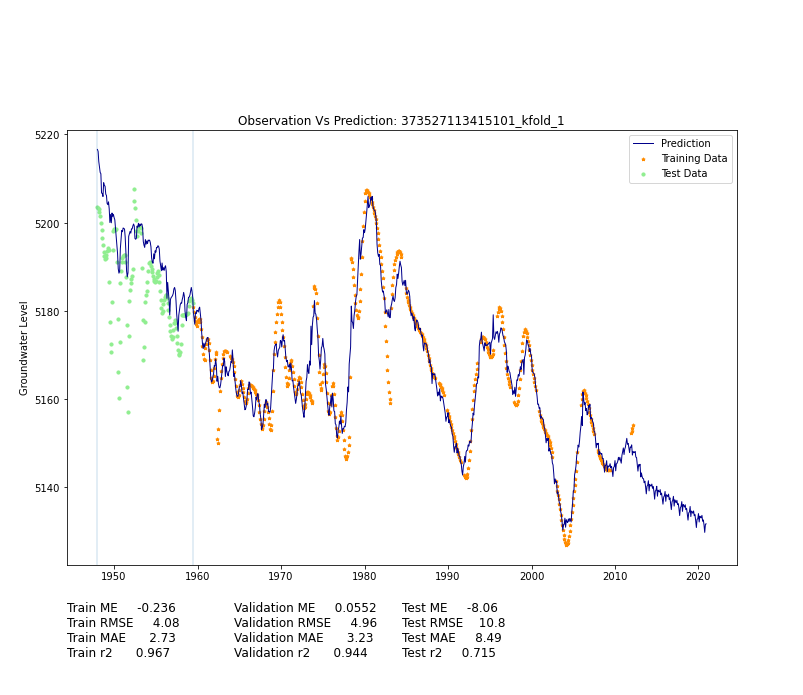 Observation Vs Prediction: 373527113415101_kfold_1
Prediction
Training Data
Test Data
Groundwater Level
5220
5200
5180
5160
5140
1950 1960 1970 1980 1990 2000 2010 2020
Train ME -0.236 Validation ME 0.0552 Test ME -8.06
Train RMSE 4.08 Validation RMSE 4.96 Test RMSE 10.8
Train MAE 2.73 Validation MAE 3.23 Test MAE 8.49
Train r2 0.967 Validation r2 0.944 Test r2 0.715